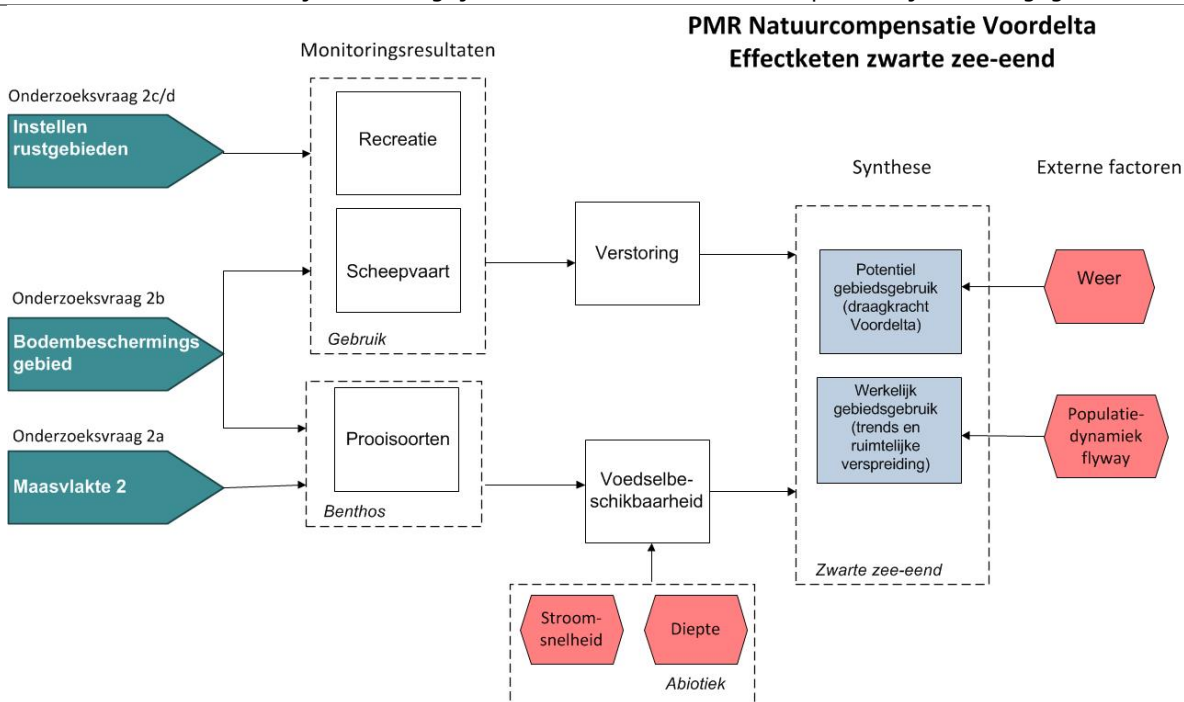 PMR Natuurcompensatie Voordelta
Effectketen zwarte zee-eend
Monitoringsresultaten
Onderzoeksvraag 2c/d
Instellen
rustgebieden
Recreatie
Scheepvaart
Gebruik
Verstoring
Synthese
Externe factoren
Potentiel
gebiedsgebruik
(draagkracht
Voordelta)
Weer
Onderzoeksvraag 2b
Bodembeschermings
gebied
Werkelijk
gebiedsgebruik
(trends en
ruimtelijke
verspreiding)
Populatie-
dynamiek
flyway
Onderzoeksvraag 2a
Maasvlakte 2
Prooisoorten
Benthos
Voedselbe-
schikbaarheid
Zwarte zee-eend
Stroom-
snelheid
Diepte
Abiotiek